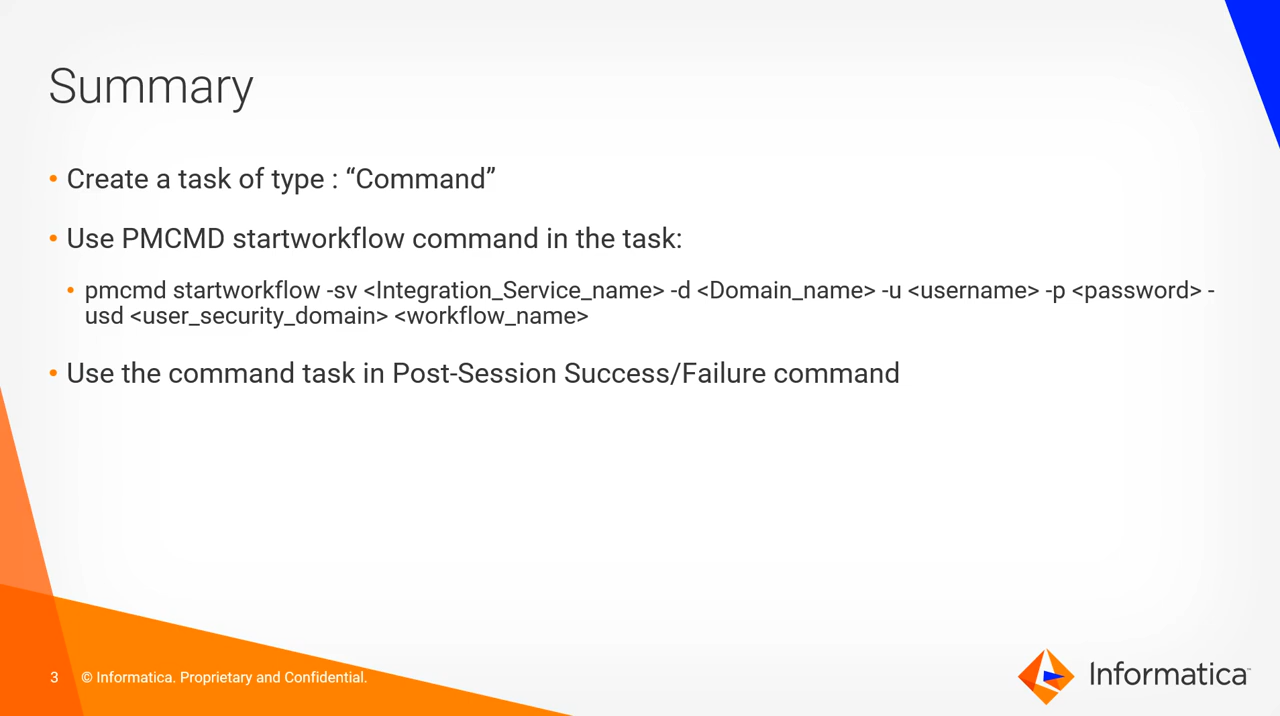 Summary
• Create a task of type : “Command”
• Use PMCMD startworkflow command in the task:
• pmcmd startworkflow -sv <Integration_Service_name> -d <Domain_name> -u <username> -p <password> -
usd <user_security_domain> <workflow_name>
• Use the command task in Post-Session Success/Failure command
3 © Informatica. Proprietary and Confidential.
Informatica™